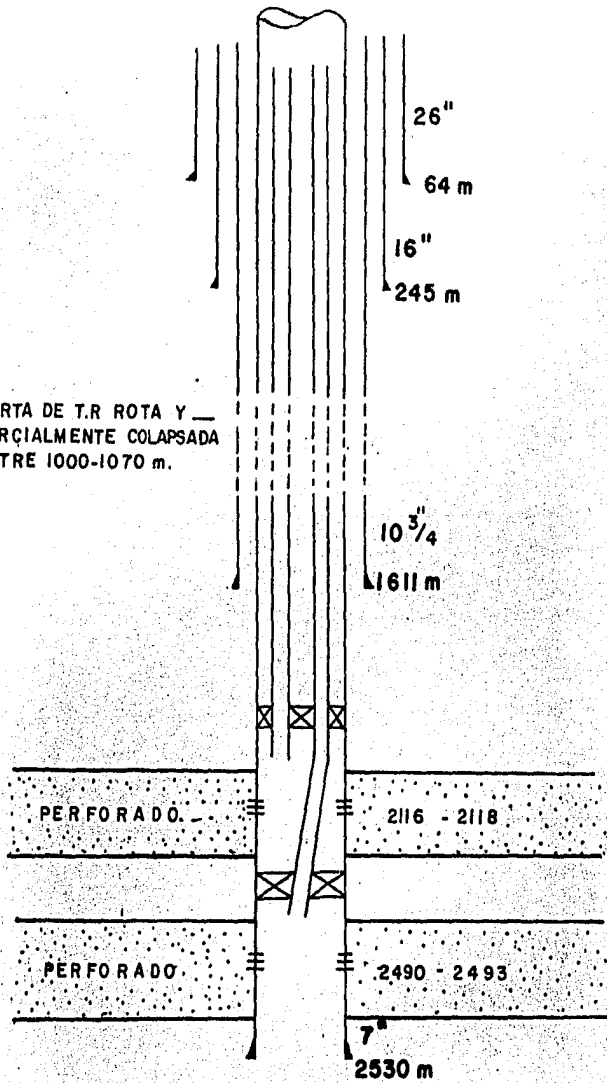 26"
64 m
16"
245 m
RTA DE T.R ROTA Y
RCIALMENTE COLAPSADA
TRE 1000-1070 m.
10 3/4"
1611 m
PERFORADO
2116 - 2118
PERFORADO
2490 - 2493
7"
2530 m